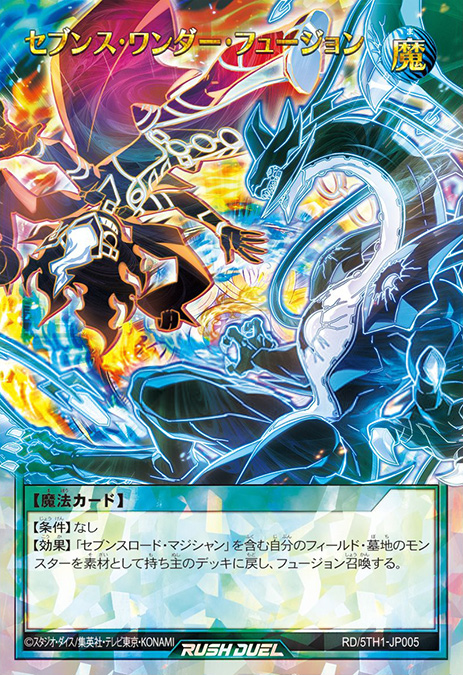 セブンス・ワンダー・フュージョン
魔
【魔法カード】
【条件】なし
【効果】「セブンスロード・マジシャン」を含む自分のフィールド・墓地のモン
スターを素材として持ち主のデッキに戻し、フュージョン召喚する。
©スタジオ・ダイス/集英社・テレビ東京・KONAMI
RUSH DUEL
RD/5TH1-JP005